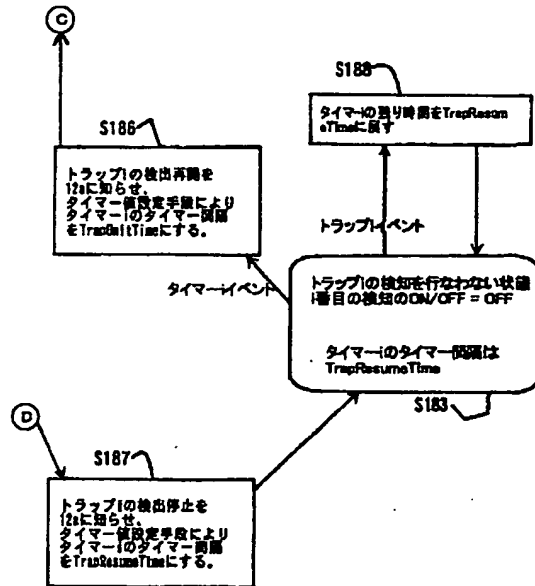 C
S188
タイマーiの残り時間をTrapResum
eTimeに戻す
S186
トラップiの検出再開を
12aに知らせ、
タイマー値設定手段により
タイマーiのタイマー間隔
をTrapOmitTimeにする。
トラップiイベント
タイマーiイベント
トラップiの検知を行なわない状態
i番目の検知のON/OFF = OFF
タイマーiのタイマー間隔は
TrapResumeTime
S183
D
S187
トラップiの検出停止を
12aに知らせ、
タイマー値設定手段により
タイマーiのタイマー間隔
をTrapResumeTimeにする。